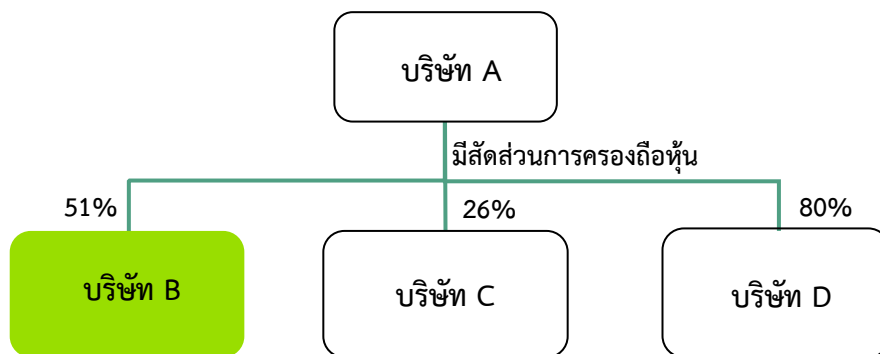 บริษัท A
มีสัดส่วนการครองถือหุ้น
51%
26%
80%
บริษัท B
บริษัท C
บริษัท D